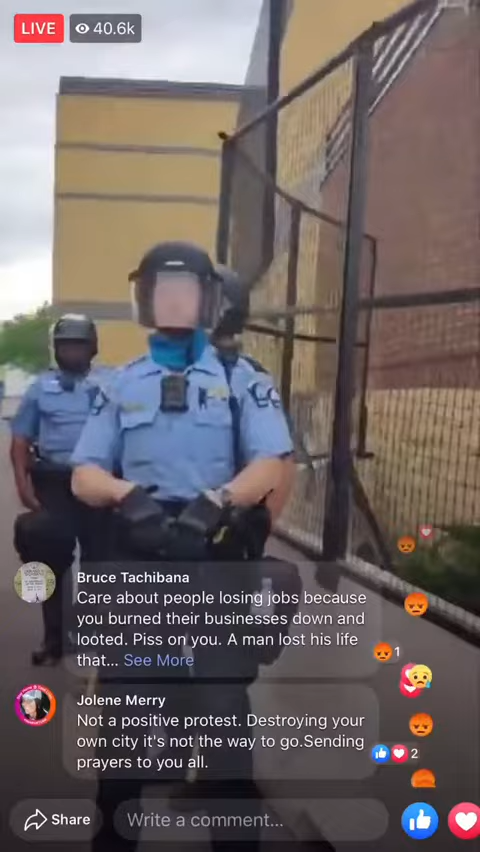 LIVE 40.6k
Bruce Tachibana
Care about people losing jobs because
you burned their businesses down and
looted. Piss on you. A man lost his life
that... See More
1
Jolene Merry
Not a positive protest. Destroying your
own city it's not the way to go.Sending
prayers to you all.
2
Share Write a comment...